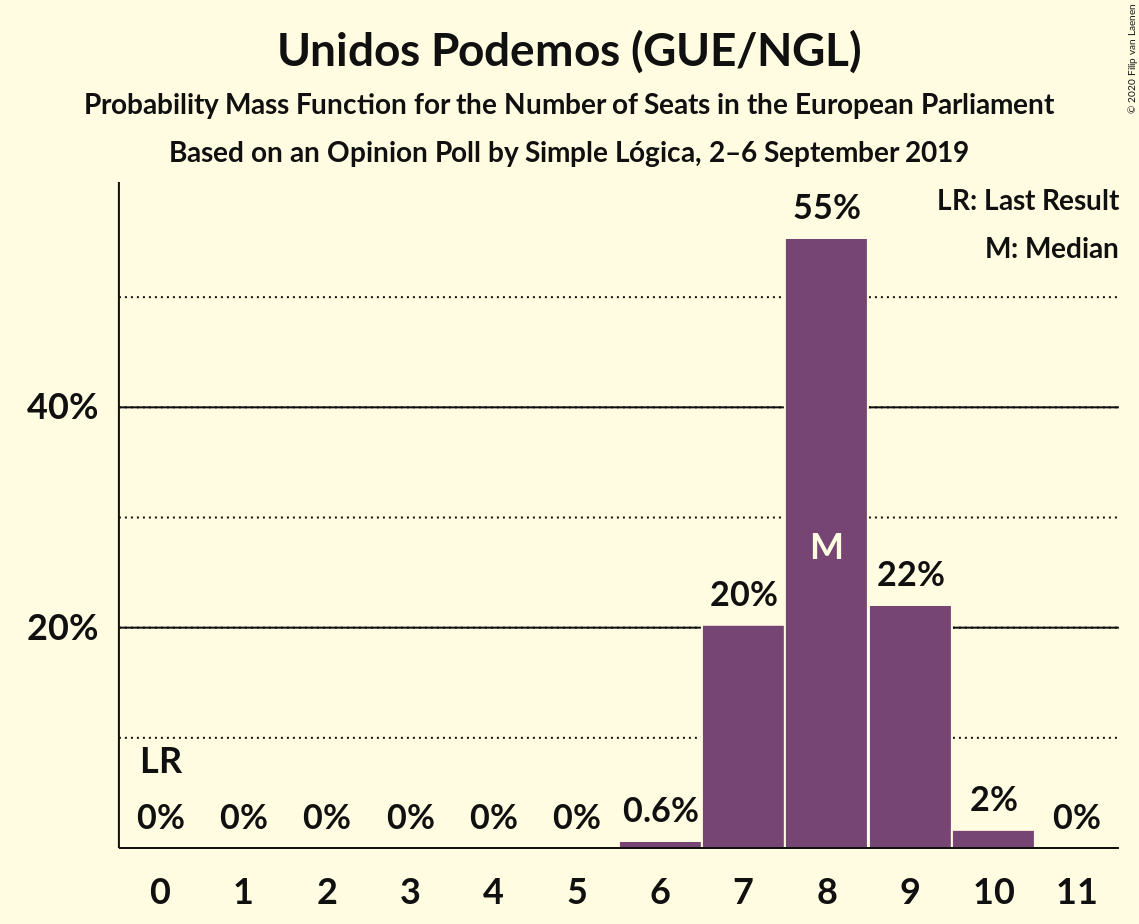 Unidos Podemos (GUE/NGL)
Probability Mass Function for the Number of Seats in the European Parliament
Based on an Opinion Poll by Simple Lógica, 2–6 September 2019
© 2020 Filip van Laenen
LR: Last Result
M: Median
55%
40%
M
22%
20%
20%
LR
0% 0% 0% 0% 0% 0% 0.6% 2% 0%
0 1 2 3 4 5 6 7 8 9 10 11